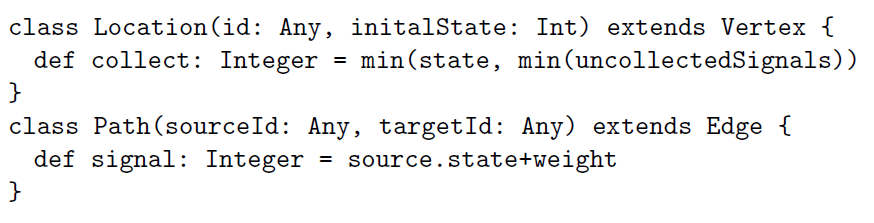 class Location(id: Any, initalState: Int) extends Vertex {
  def collect: Integer = min(state, min(uncollectedSignals))
}
class Path(sourceId: Any, targetId: Any) extends Edge {
  def signal: Integer = source.state+weight
}